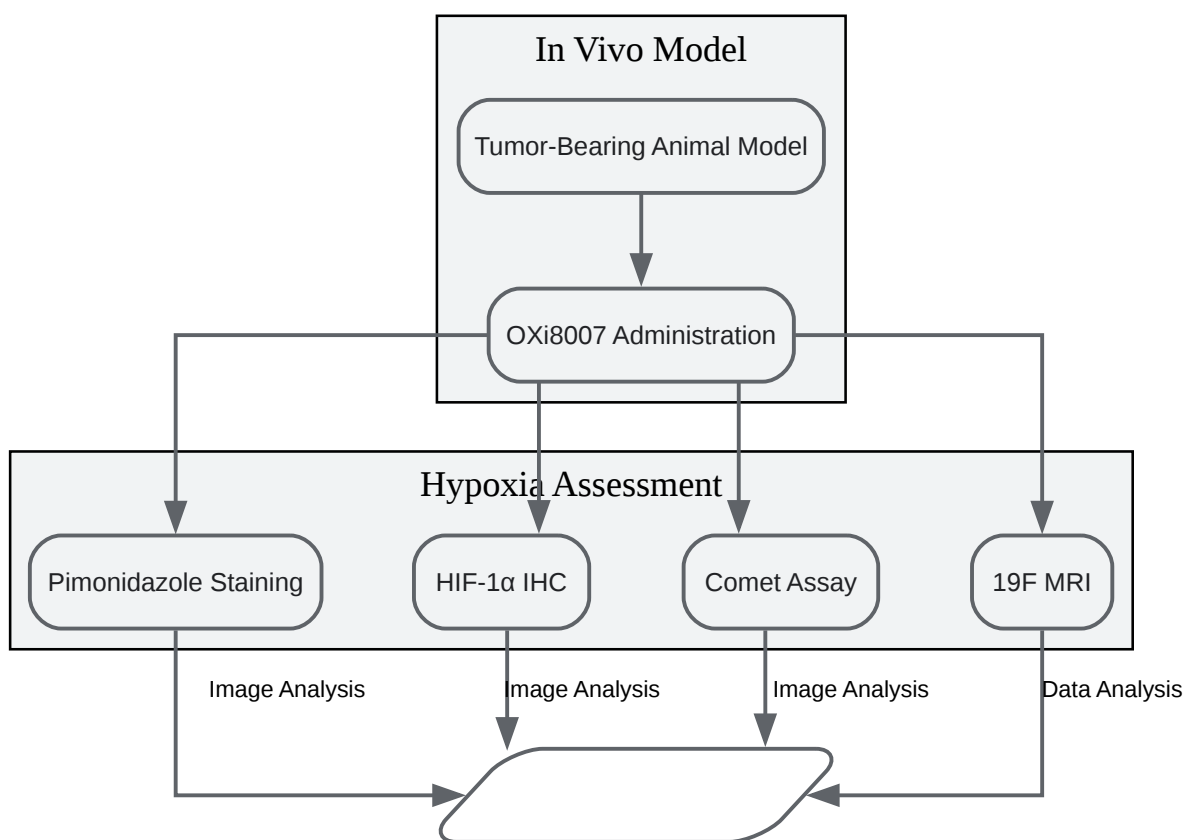 In Vivo Model
Tumor-Bearing Animal Model
OXi8007 Administration
Hypoxia Assessment
Pimonidazole Staining
HIF-1α IHC
Comet Assay
19F MRI
Image Analysis
Image Analysis
Image Analysis
Data Analysis